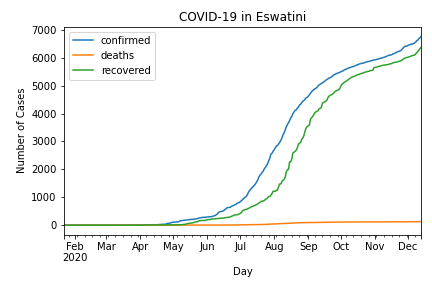 COVID-19 in Eswatini
7000
6000
5000
4000
3000
2000
1000
0
Number of Cases
confirmed
deaths
recovered
Feb Mar Apr May Jun Jul Aug Sep Oct Nov Dec
2020
Day